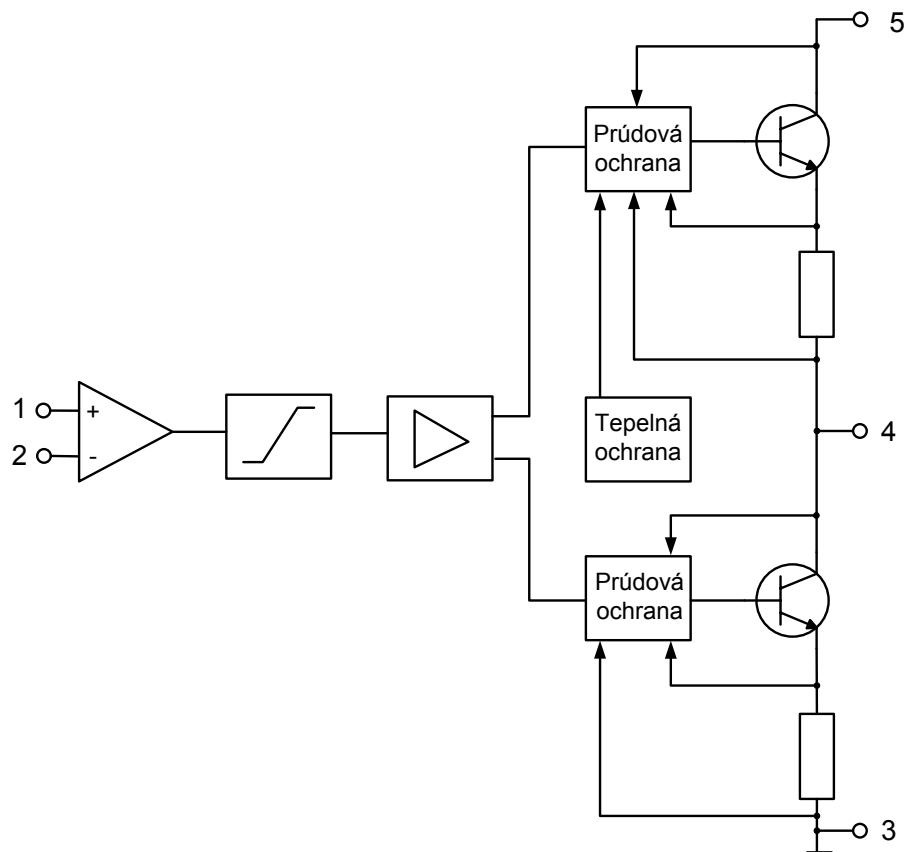 5
Prúdová
ochrana
1
+
2
-
Tepelná
ochrana
4
Prúdová
ochrana
3